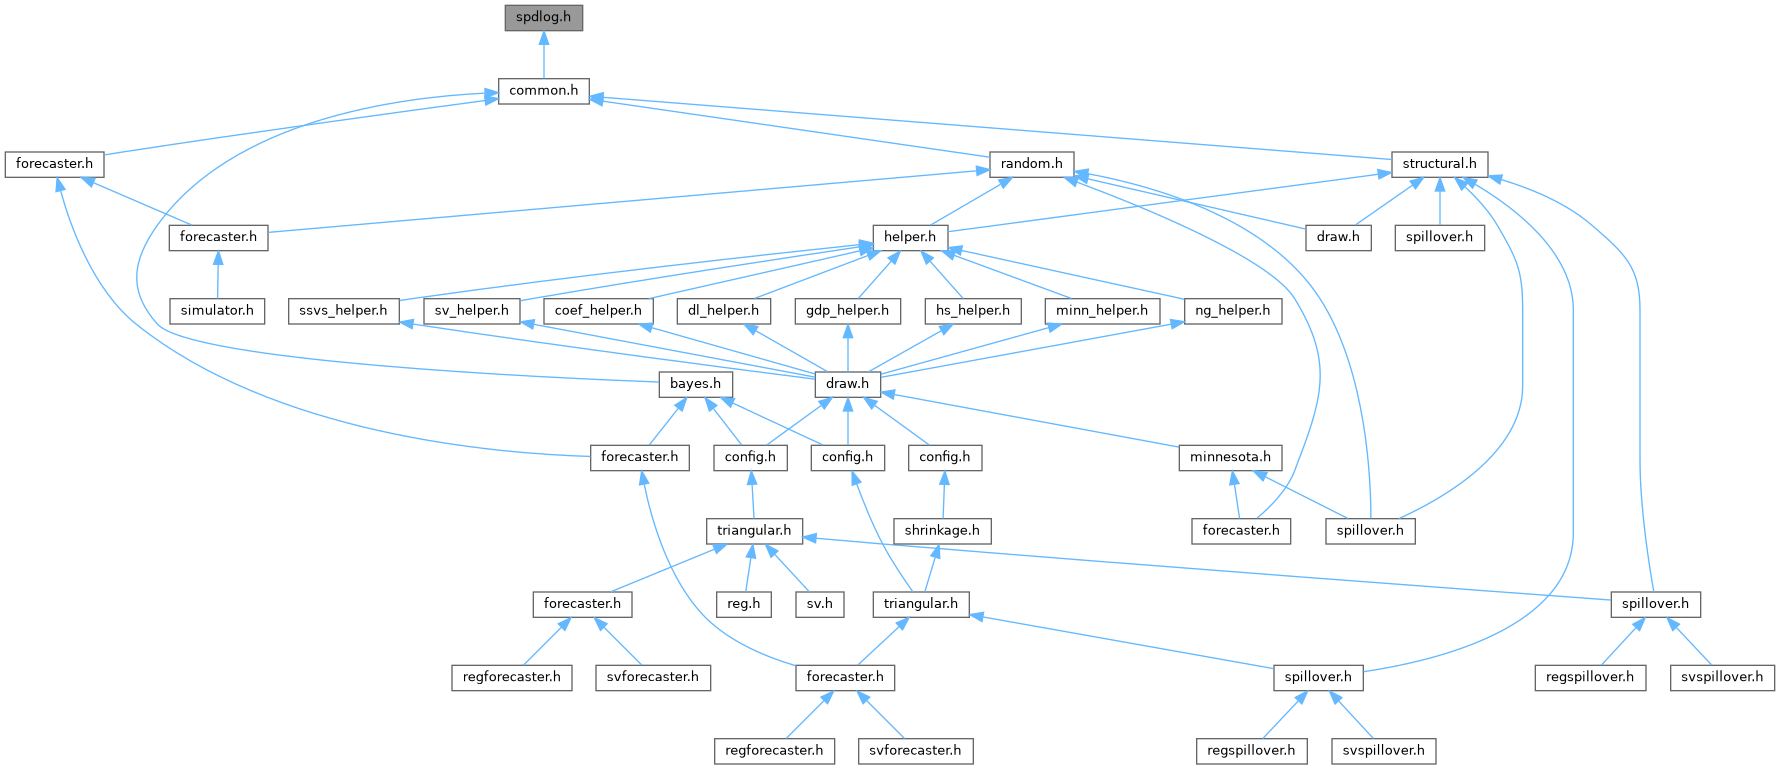 spdlog.h
common.h
forecaster.h
random.h
structural.h
forecaster.h
helper.h
draw.h
spillover.h
simulator.h
ssvs_helper.h
sv_helper.h
coef_helper.h
dl_helper.h
gdp_helper.h
hs_helper.h
minn_helper.h
ng_helper.h
bayes.h
draw.h
forecaster.h
config.h
config.h
config.h
minnesota.h
triangular.h
shrinkage.h
forecaster.h
spillover.h
forecaster.h
reg.h
sv.h
triangular.h
spillover.h
regforecaster.h
svforecaster.h
forecaster.h
spillover.h
regspillover.h
svspillover.h
regforecaster.h
svforecaster.h
regspillover.h
svspillover.h